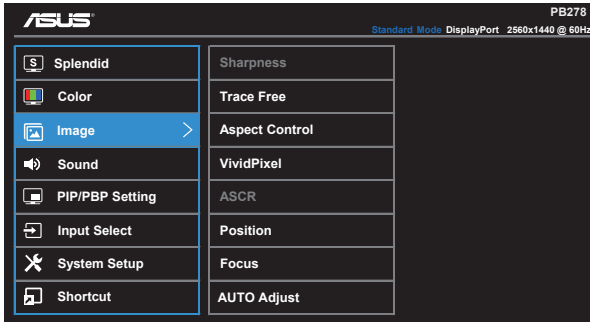 ASUS
PB278
Standard Mode DisplayPort 2560x1440 @ 60Hz
S Splendid
Color
Image
Sound
PIP/PBP Setting
Input Select
System Setup
Shortcut
Sharpness
Trace Free
Aspect Control
VividPixel
ASCR
Position
Focus
AUTO Adjust